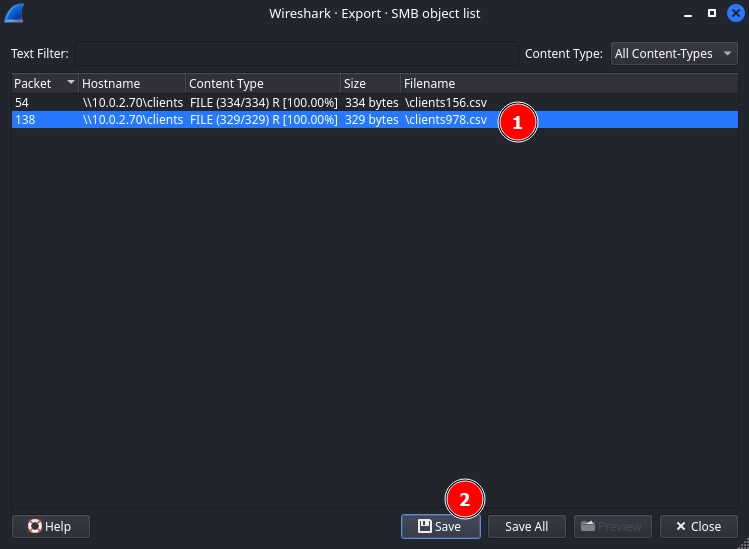 Wireshark · Export · SMB object list
Text Filter: Content Type: All Content-Types
Packet Hostname Content Type Size Filename
54 \\10.0.2.70\clients FILE (334/334) R [100.00%] 334 bytes \clients156.csv
138 \\10.0.2.70\clients FILE (329/329) R [100.00%] 329 bytes \clients978.csv
1
2
Help Save Save All Preview Close